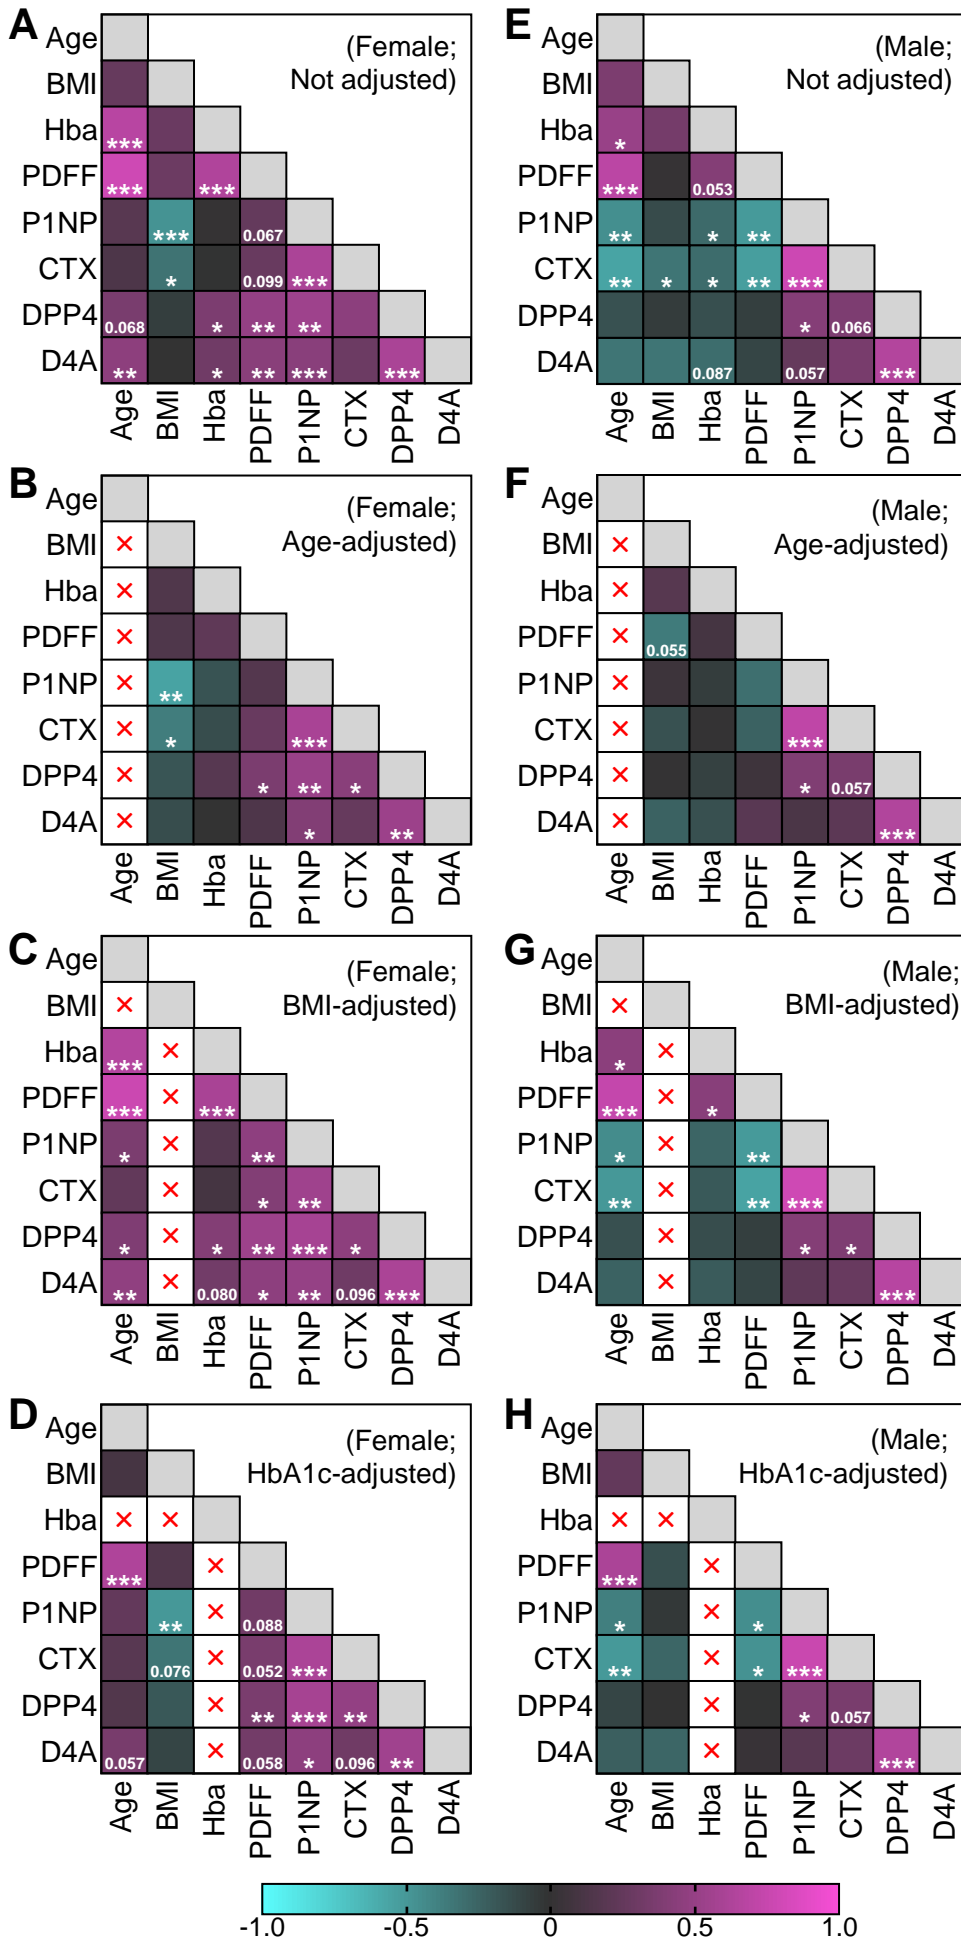 A
Age
(Female;
Not adjusted)
BMI
Hba
***
PDFF
***
***
P1NP
***
0.067
CTX
*
0.099
***
DPP4
0.068
*
**
**
D4A
**
*
**
***
***
Age
BMI
Hba
PDFF
P1NP
CTX
DPP4
D4A
E
Age
(Male;
Not adjusted)
BMI
Hba
*
PDFF
***
0.053
P1NP
**
*
**
CTX
**
*
*
**
***
DPP4
*
0.066
D4A
0.087
0.057
***
Age
BMI
Hba
PDFF
P1NP
CTX
DPP4
D4A
B
Age
(Female;
Age-adjusted)
BMI
×
Hba
×
PDFF
×
P1NP
×
**
CTX
×
*
***
DPP4
×
*
**
*
D4A
×
*
**
Age
BMI
Hba
PDFF
P1NP
CTX
DPP4
D4A
F
Age
(Male;
Age-adjusted)
BMI
×
Hba
×
PDFF
×
0.055
P1NP
×
CTX
×
***
DPP4
×
*
0.057
D4A
×
***
Age
BMI
Hba
PDFF
P1NP
CTX
DPP4
D4A
C
Age
(Female;
BMI-adjusted)
BMI
×
Hba
***
×
PDFF
***
×
***
P1NP
*
×
**
CTX
×
*
**
DPP4
*
×
*
**
***
*
D4A
**
×
0.080
*
**
0.096
***
Age
BMI
Hba
PDFF
P1NP
CTX
DPP4
D4A
G
Age
(Male;
BMI-adjusted)
BMI
×
Hba
*
×
PDFF
***
×
*
P1NP
*
×
**
CTX
**
×
**
***
DPP4
×
*
*
D4A
×
***
Age
BMI
Hba
PDFF
P1NP
CTX
DPP4
D4A
D
Age
(Female;
HbA1c-adjusted)
BMI
Hba
×
×
PDFF
***
×
P1NP
**
×
0.088
CTX
0.076
×
0.052
***
DPP4
×
**
***
**
D4A
0.057
×
0.058
*
0.096
**
Age
BMI
Hba
PDFF
P1NP
CTX
DPP4
D4A
H
Age
(Male;
HbA1c-adjusted)
BMI
Hba
×
×
PDFF
***
×
P1NP
*
×
*
CTX
**
×
*
***
DPP4
×
*
0.057
D4A
×
***
Age
BMI
Hba
PDFF
P1NP
CTX
DPP4
D4A
-1.0
-0.5
0
0.5
1.0